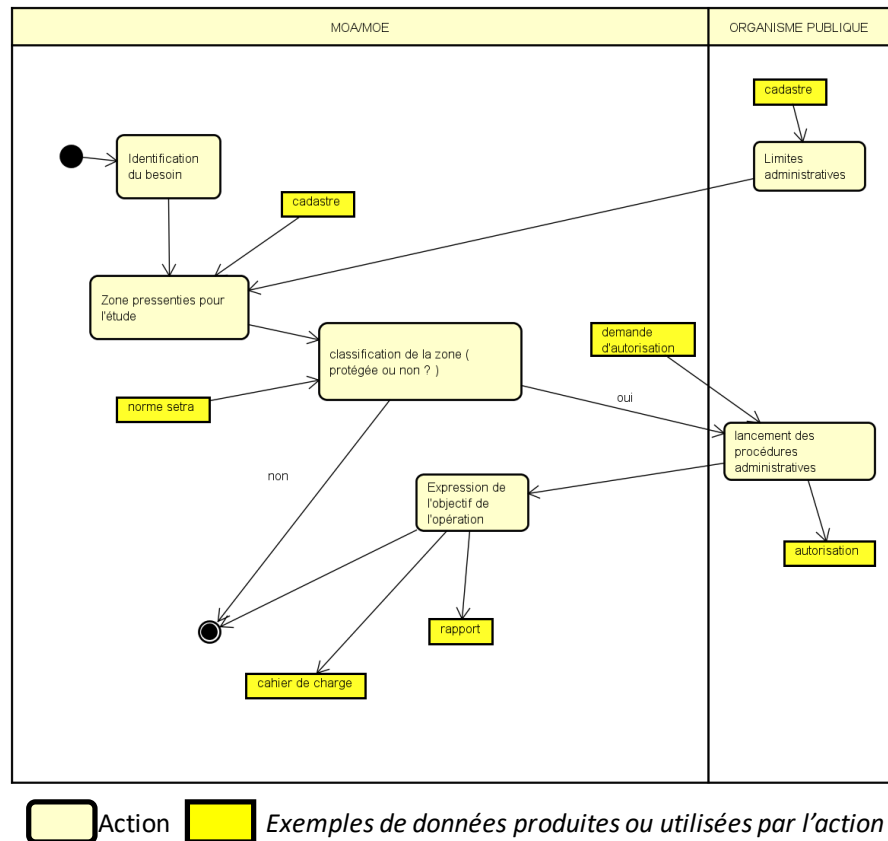 MOA/MOE
ORGANISME PUBLIQUE
cadastre
Identification
du besoin
Limites
administratives
cadastre
Zone pressenties pour
l'étude
classification de la zone (
protégée ou non ? )
demande
d'autorisation
norme setra
oui
lancement des
procédures
administratives
non
Expression de
l'objectif de
l'opération
autorisation
rapport
cahier de charge
Action
Exemples de données produites ou utilisées par l’action